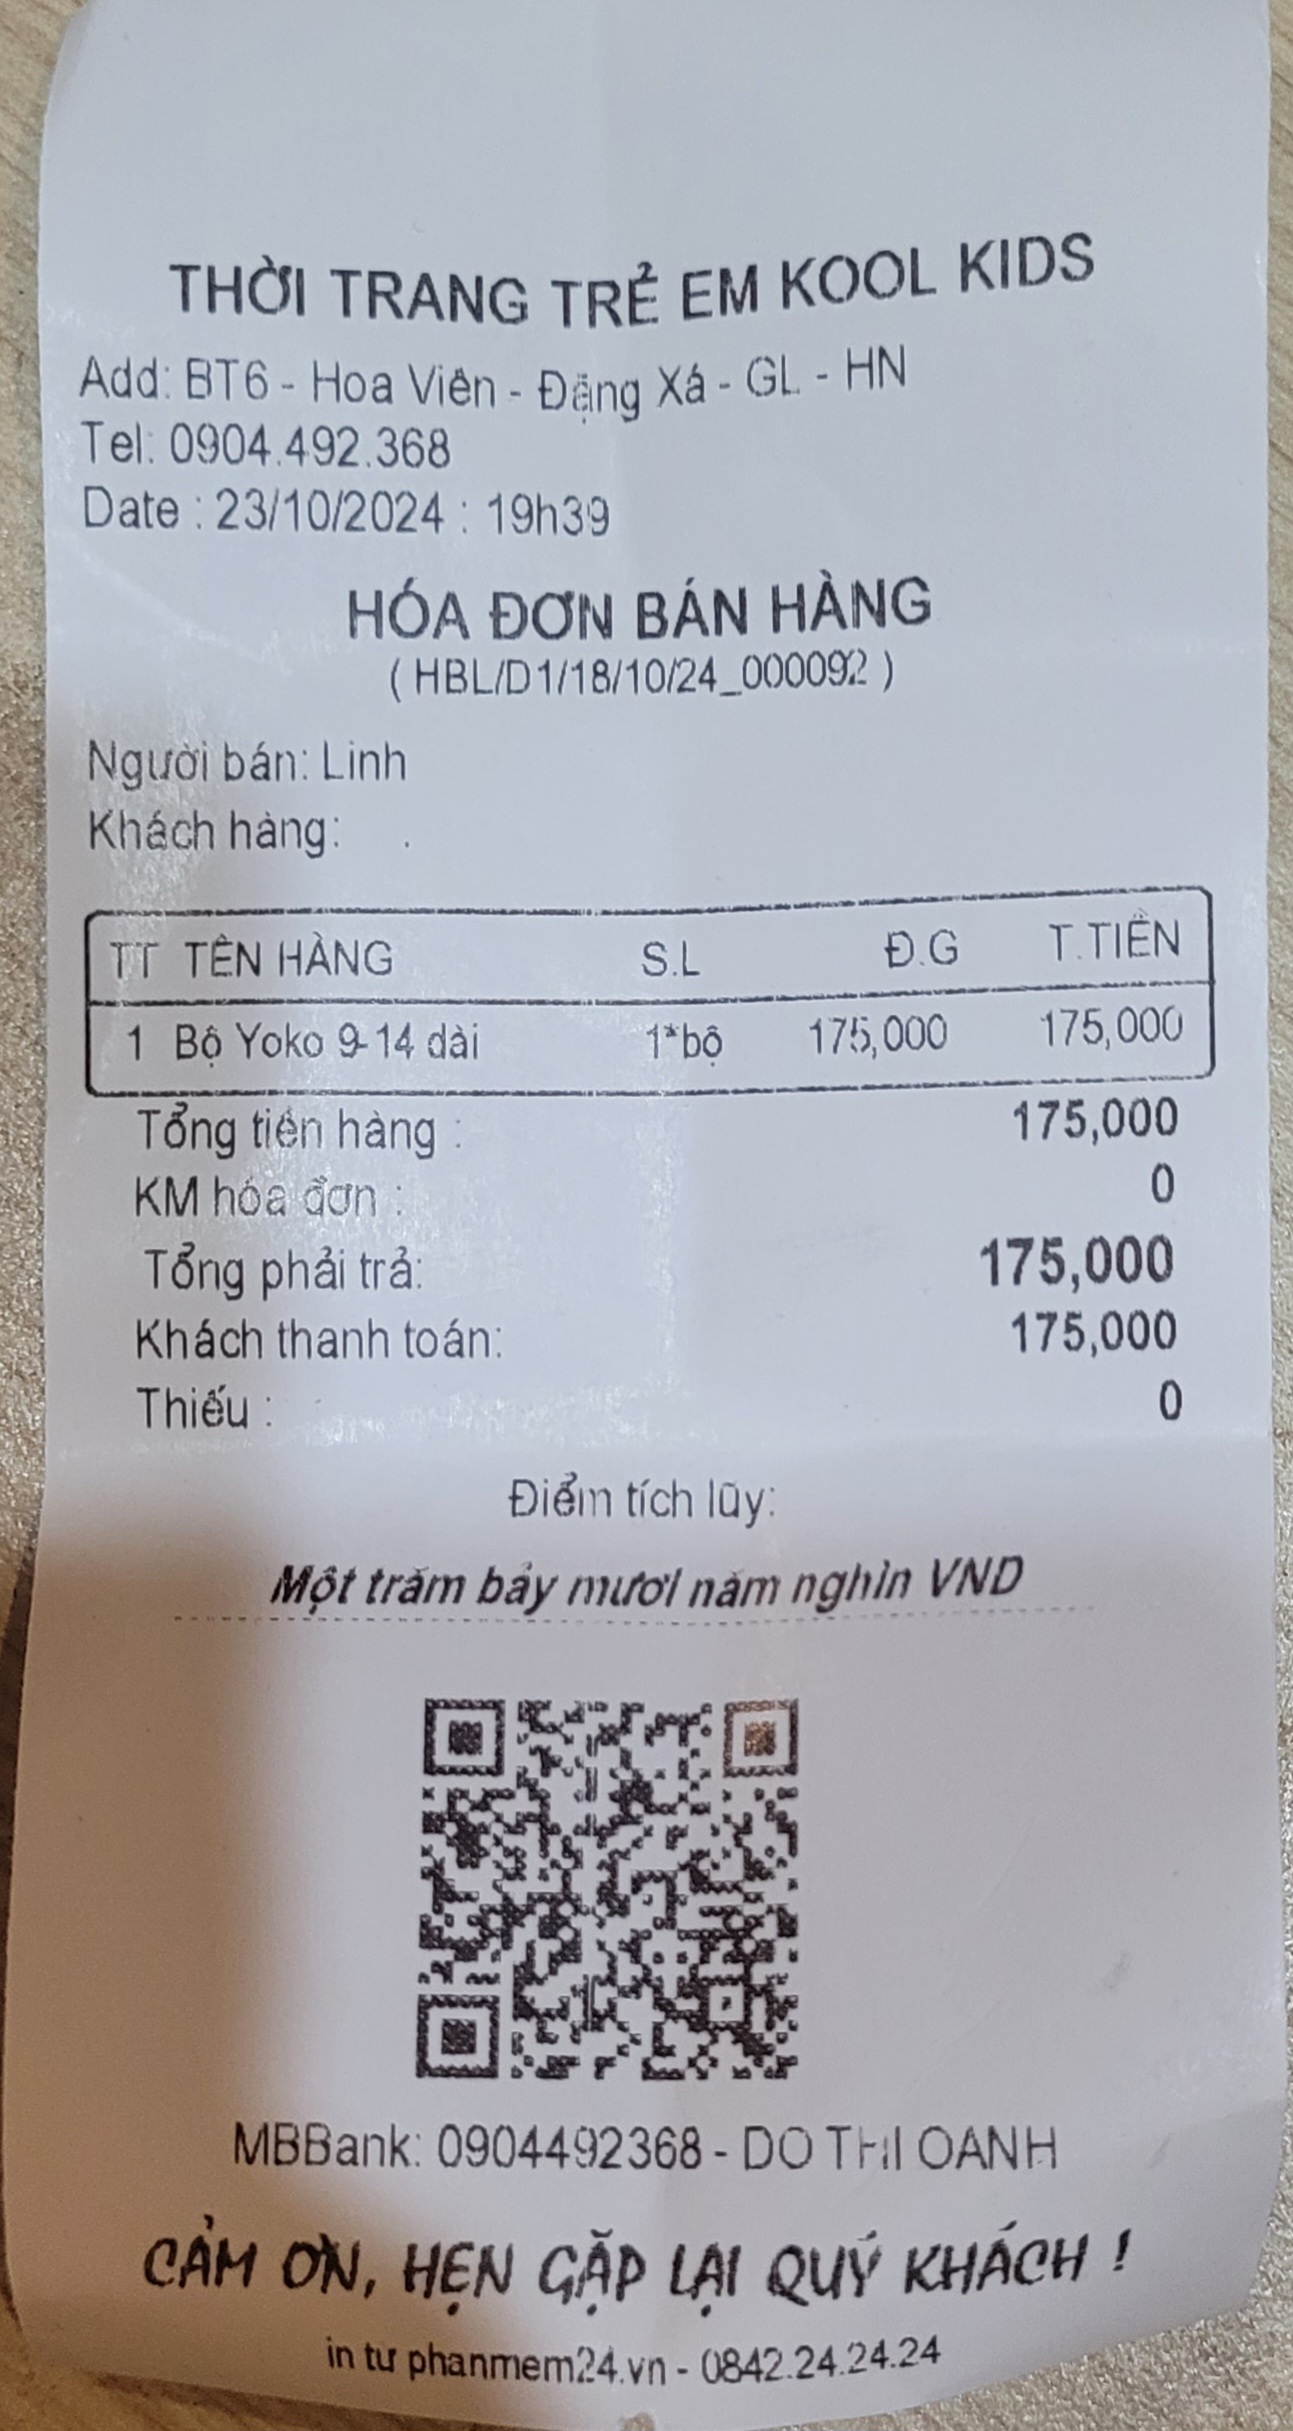 THỜI TRANG TRẺ EM KOOL KIDS
Add: BT6 - Hoa Viên - Đặng Xá - GL - HN
Tel: 0904.492.368
Date : 23/10/2024 : 19h39
HÓA ĐƠN BÁN HÀNG
( HBL/D1/18/10/24_000092 )
Người bán: Linh
Khách hàng: .
TT TÊN HÀNG S.L Đ.G T.TIỀN
1 Bộ Yoko 9-14 dài 1*bộ 175,000 175,000
Tổng tiền hàng : 175,000
KM hóa đơn : 0
Tổng phải trả: 175,000
Khách thanh toán: 175,000
Thiếu : 0
Điểm tích lũy:
Một trăm bảy mươi năm nghìn VND
MBBank: 0904492368 - DO THI OANH
CẢM ƠN, HẸN GẶP LẠI QUÝ KHÁCH !
in từ phanmem24.vn - 0842.24.24.24